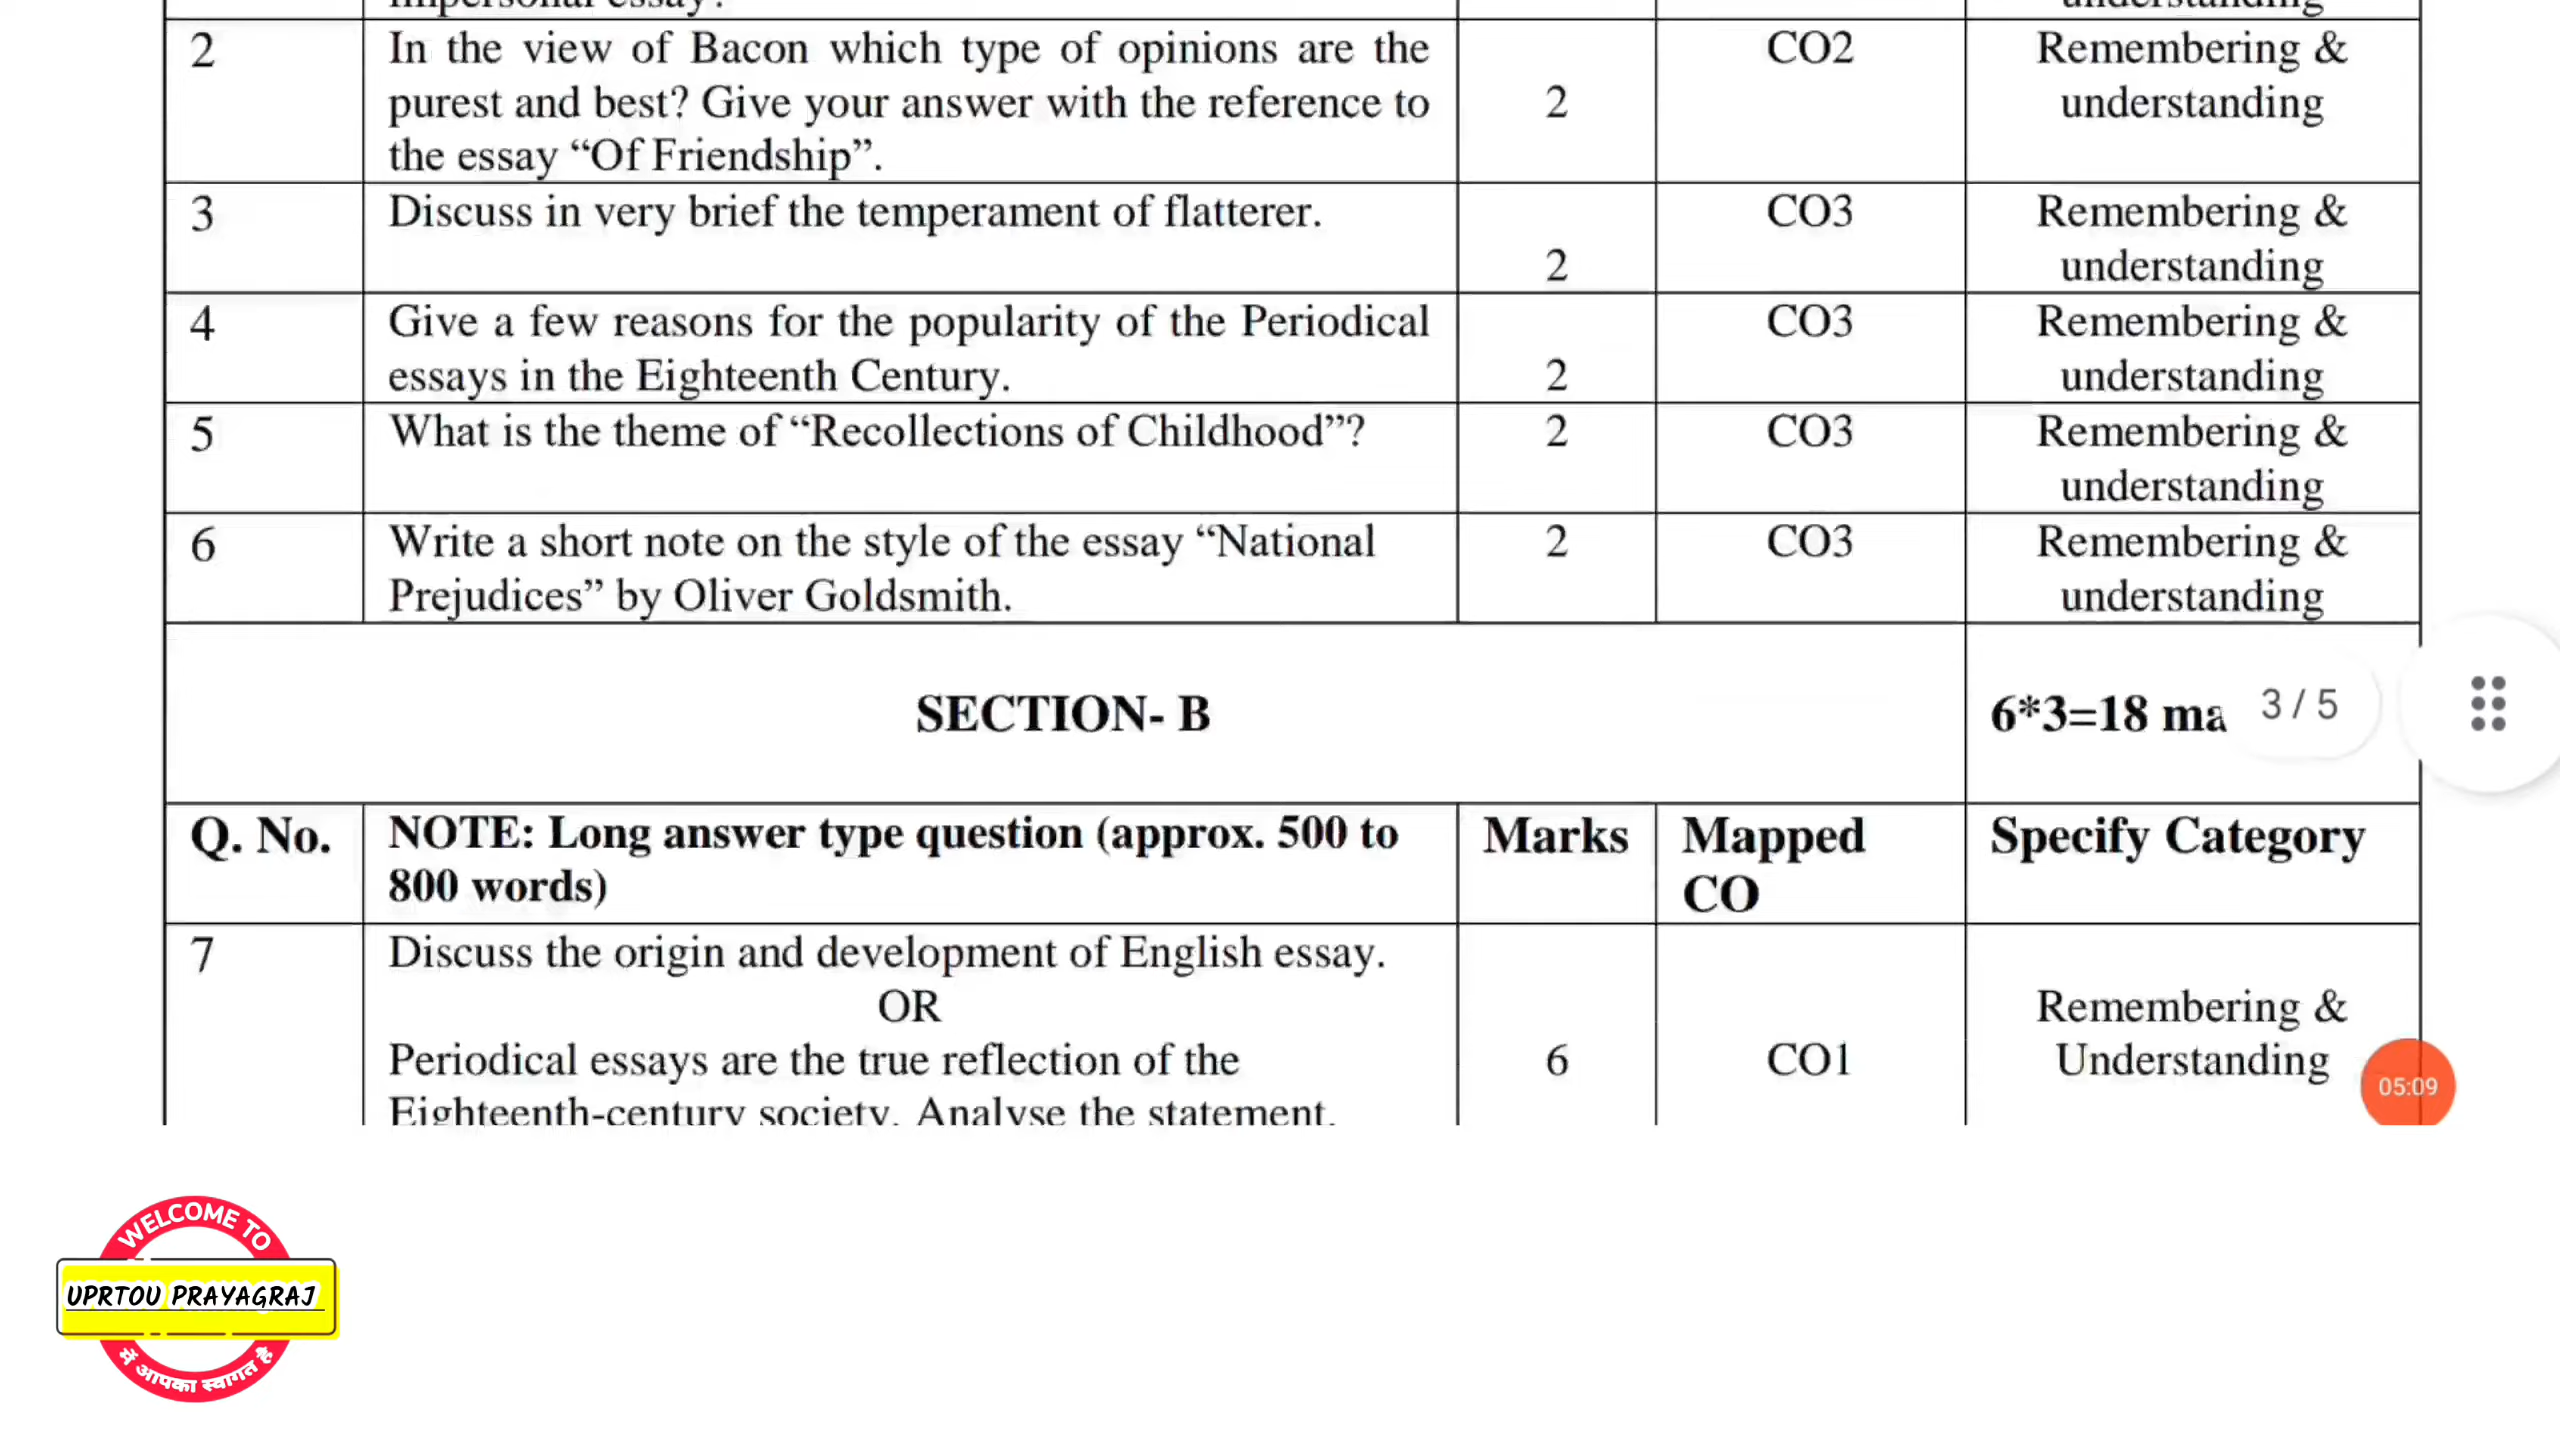 impersonal essay?
understanding
2
In the view of Bacon which type of opinions are the
purest and best? Give your answer with the reference to
the essay “Of Friendship”.
2
CO2
Remembering &
understanding
3
Discuss in very brief the temperament of flatterer.
2
CO3
Remembering &
understanding
4
Give a few reasons for the popularity of the Periodical
essays in the Eighteenth Century.
2
CO3
Remembering &
understanding
5
What is the theme of “Recollections of Childhood”?
2
CO3
Remembering &
understanding
6
Write a short note on the style of the essay “National
Prejudices” by Oliver Goldsmith.
2
CO3
Remembering &
understanding
SECTION- B
6*3=18 ma
3 / 5
Q. No.
NOTE: Long answer type question (approx. 500 to
800 words)
Marks
Mapped
CO
Specify Category
7
Discuss the origin and development of English essay.
OR
Periodical essays are the true reflection of the
Eighteenth-century society. Analyse the statement.
6
CO1
Remembering &
Understanding
05:09
WELCOME TO
UPRTOU PRAYAGRAJ
में आपका स्वागत है